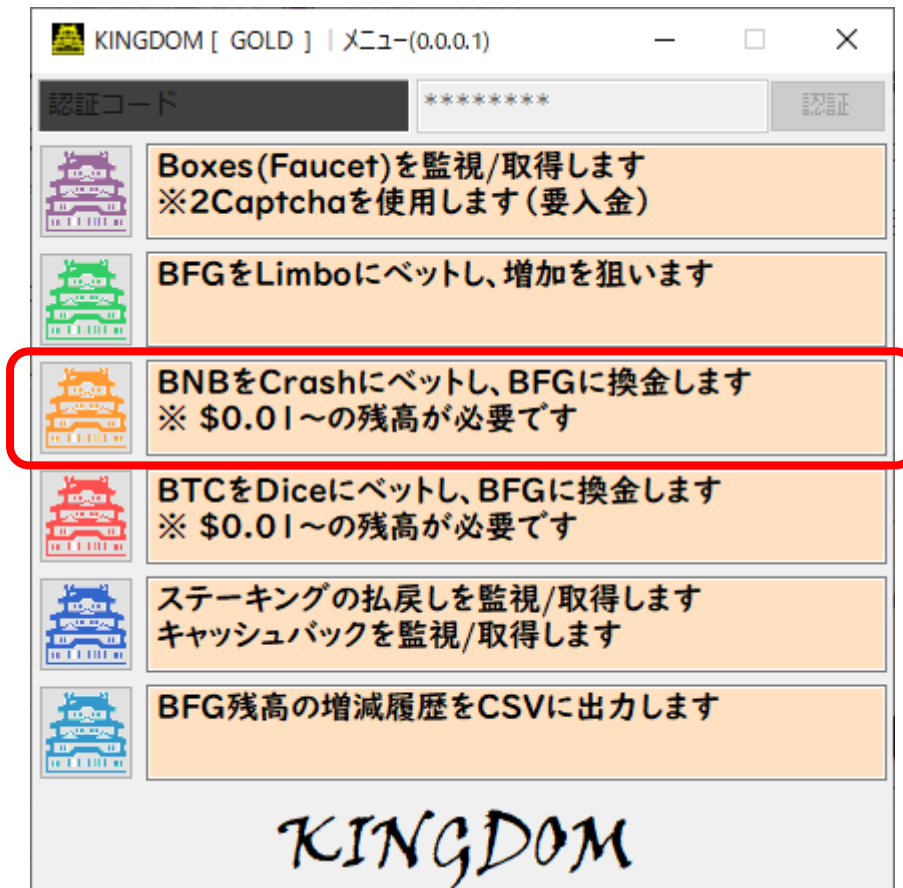 KINGDOM [ GOLD ] | メニュー(0.0.0.1)
認証コード ******** 認証
Boxes(Faucet)を監視/取得します
※2Captchaを使用します(要入金)
BFGをLimboにベットし、増加を狙います
BNBをCrashにベットし、BFGに換金します
※ $0.01~の残高が必要です
BTCをDiceにベットし、BFGに換金します
※ $0.01~の残高が必要です
ステーキングの払戻しを監視/取得します
キャッシュバックを監視/取得します
BFG残高の増減履歴をCSVに出力します
KINGDOM